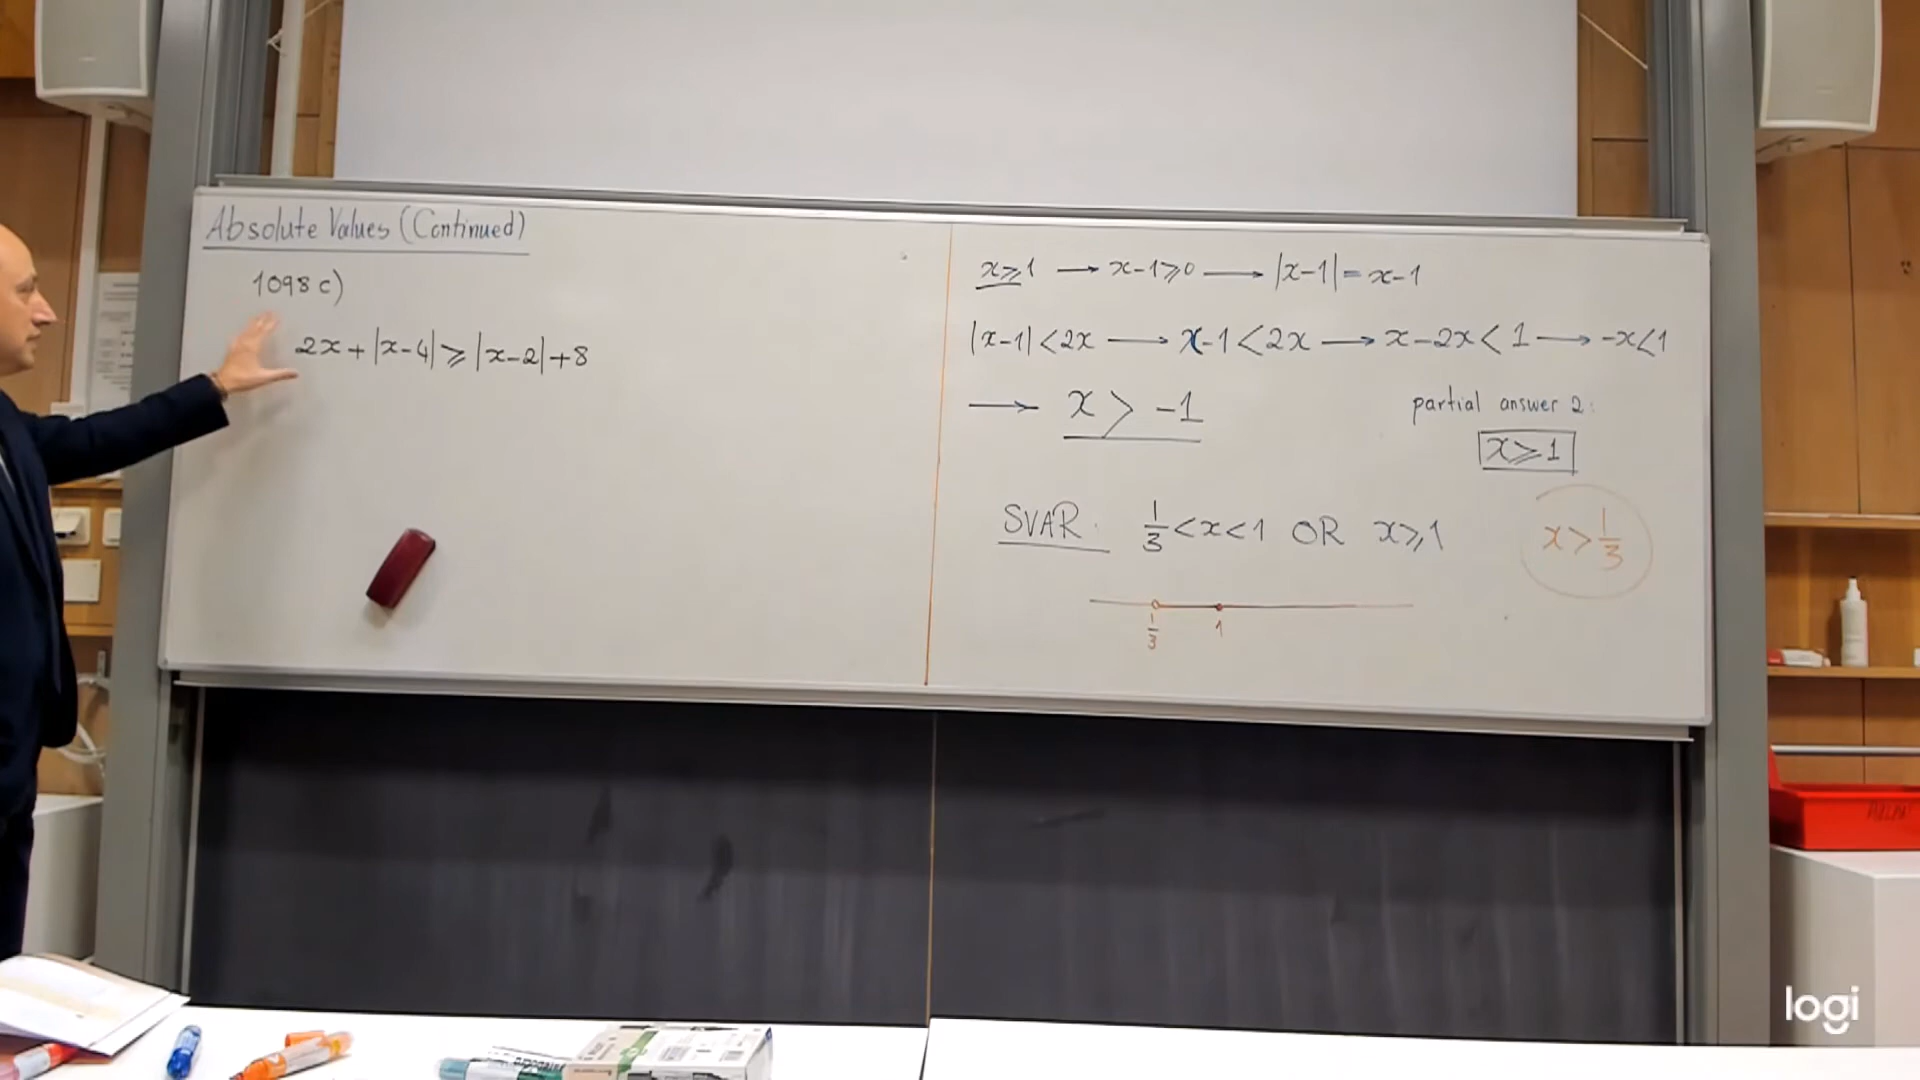 Absolute Values (Continued)
1098 c)
2x + |x-4| ⩾ |x-2| + 8
x⩾1 → x-1⩾0 → |x-1| = x-1
|x-1| < 2x → x-1 < 2x → x-2x < 1 → -x<1
→ x > -1
partial answer 2:
x⩾1
SVAR: 1/3 < x < 1 OR x⩾1
x > 1/3
1/3 1
logi